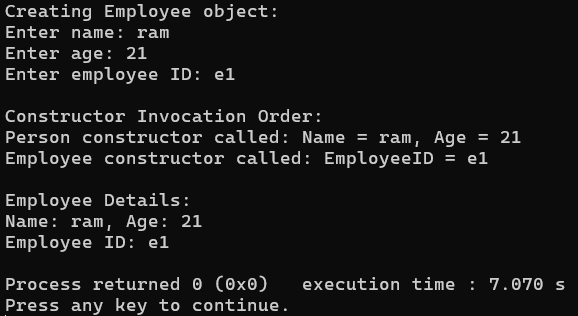 Creating Employee object:
Enter name: ram
Enter age: 21
Enter employee ID: e1

Constructor Invocation Order:
Person constructor called: Name = ram, Age = 21
Employee constructor called: EmployeeID = e1

Employee Details:
Name: ram, Age: 21
Employee ID: e1

Process returned 0 (0x0)   execution time : 7.070 s
Press any key to continue.